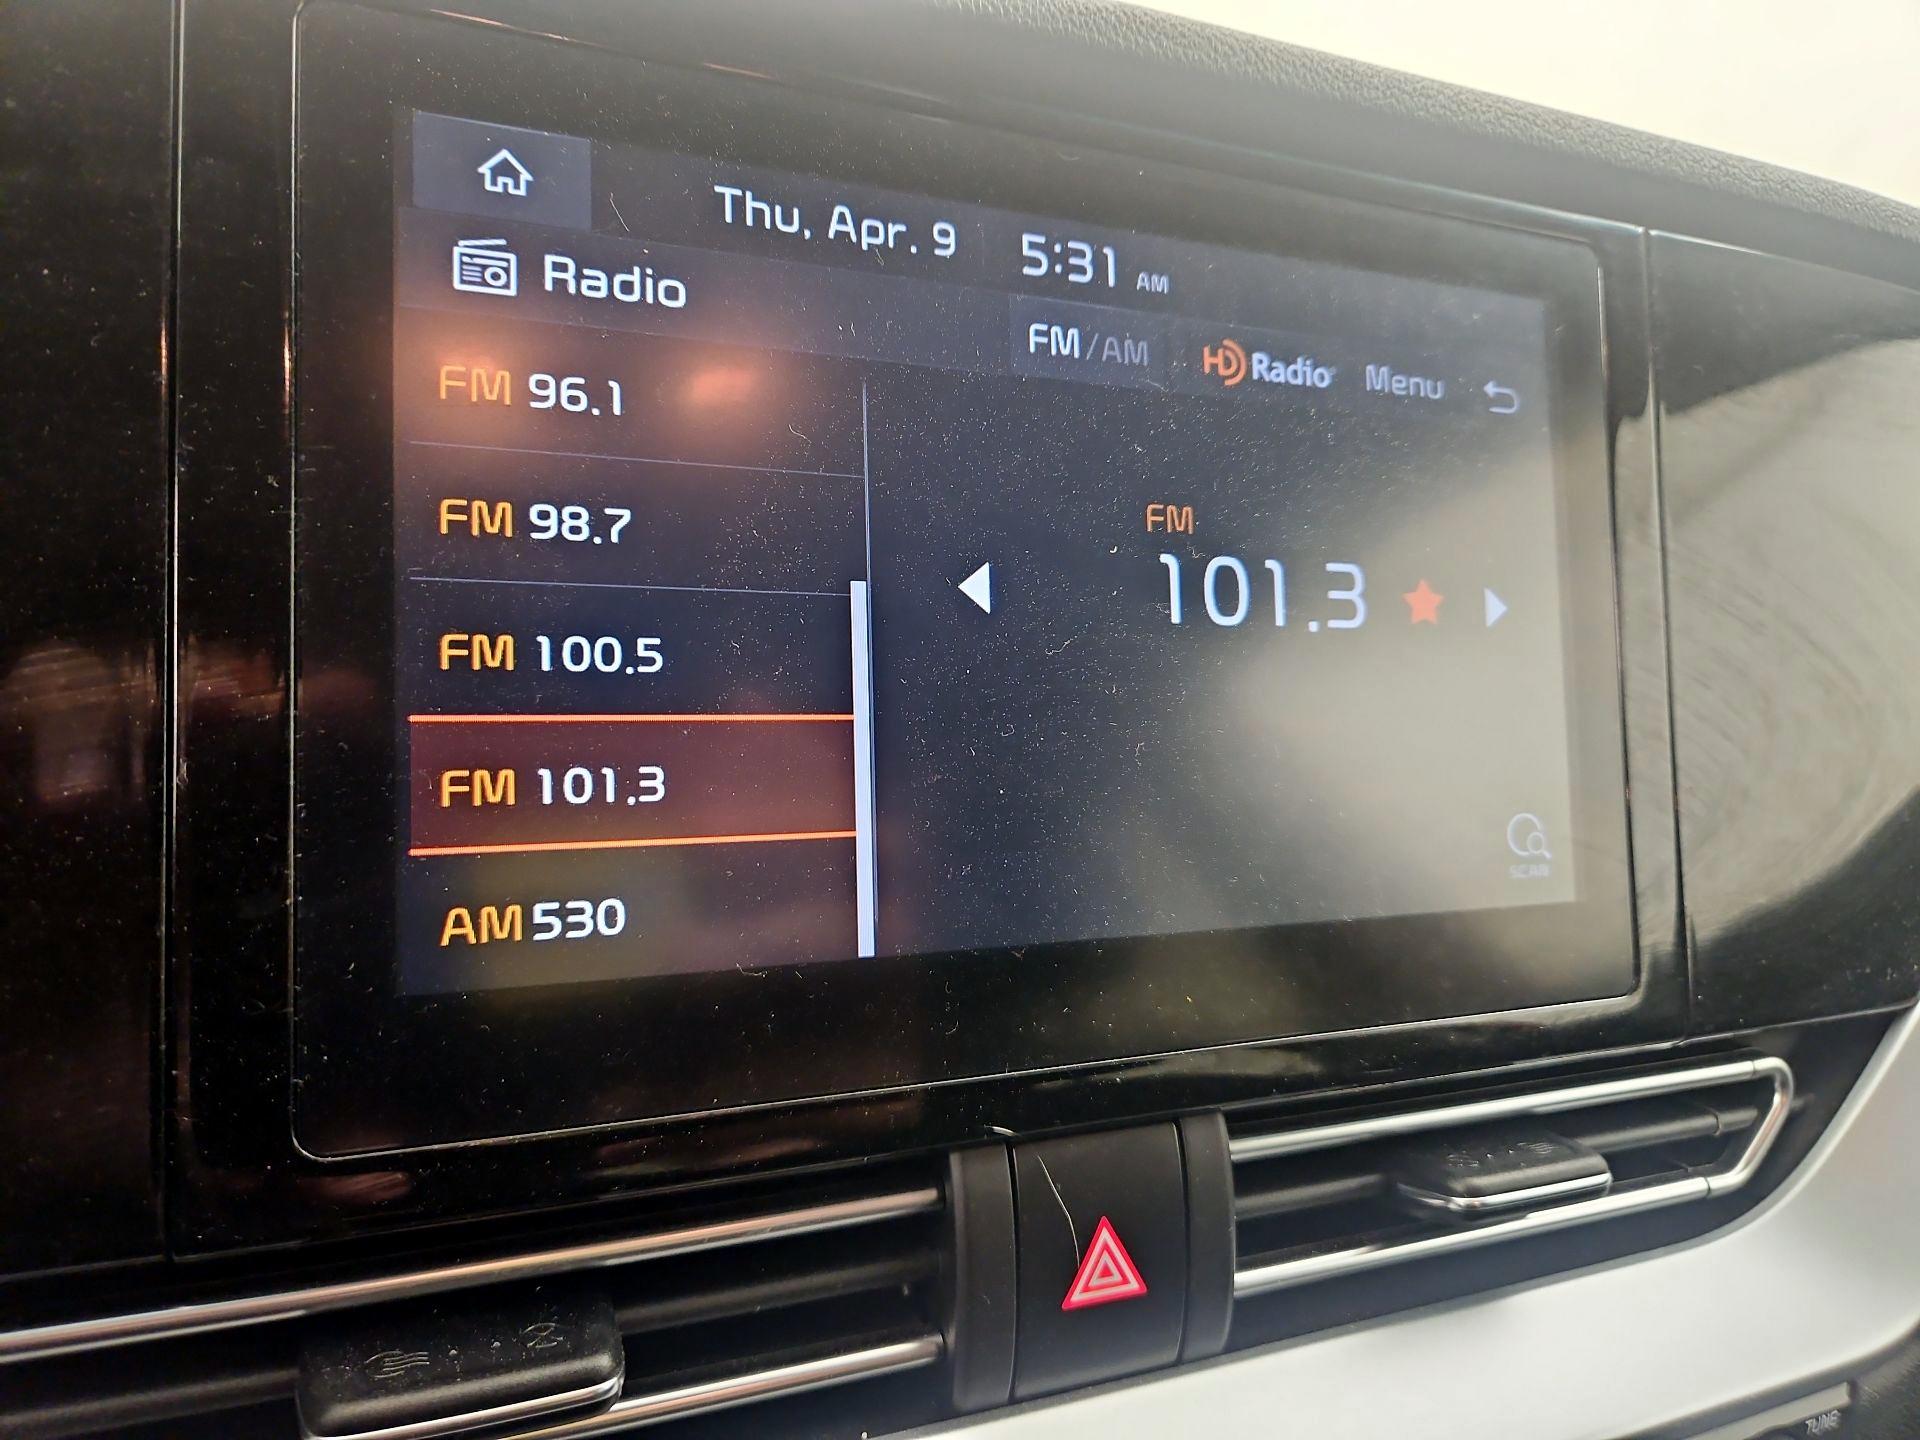 Thu, Apr. 9 5:31 AM
Radio
FM/AM HD Radio Menu
FM 96.1
FM 98.7
FM 100.5
FM 101.3
AM 530
FM
101.3
SCAN
TUNE